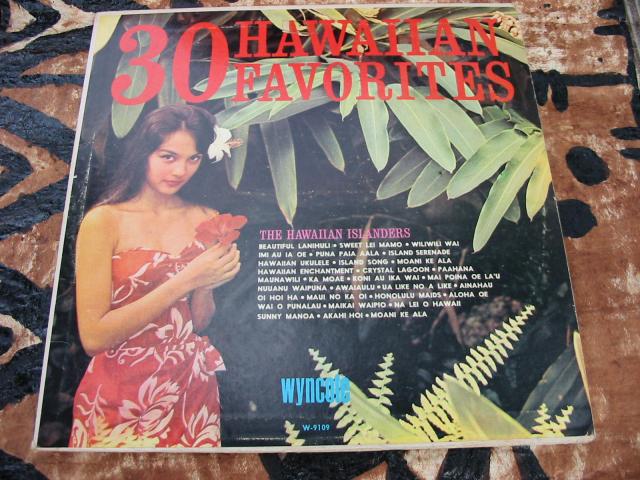 30 HAWAIIAN
FAVORITES
THE HAWAIIAN ISLANDERS
BEAUTIFUL LANIHULI • SWEET LEI MAMO • WILIWILI WAI
IMI AU IA OE • PUNA PAIA AALA • ISLAND SERENADE
HAWAIIAN UKULELE • ISLAND SONG • MOANI KE ALA
HAWAIIAN ENCHANTMENT • CRYSTAL LAGOON • PAAHANA
MAUNAWILI • KA MOAE • KONI AU IKA WAI • MAI POINA OE LA'U
NUUANU WAIPUNA • AWAIAULU • UA LIKE NO A LIKE • AINAHAU
OI HOI HA • MAUI NO KA OI • HONOLULU MAIDS • ALOHA OE
WAI O PUNALAU • MAIKAI WAIPIO • NA LEI O HAWAII
SUNNY MANOA • AKAHI HOI • MOANI KE ALA
wyncote
W-9109